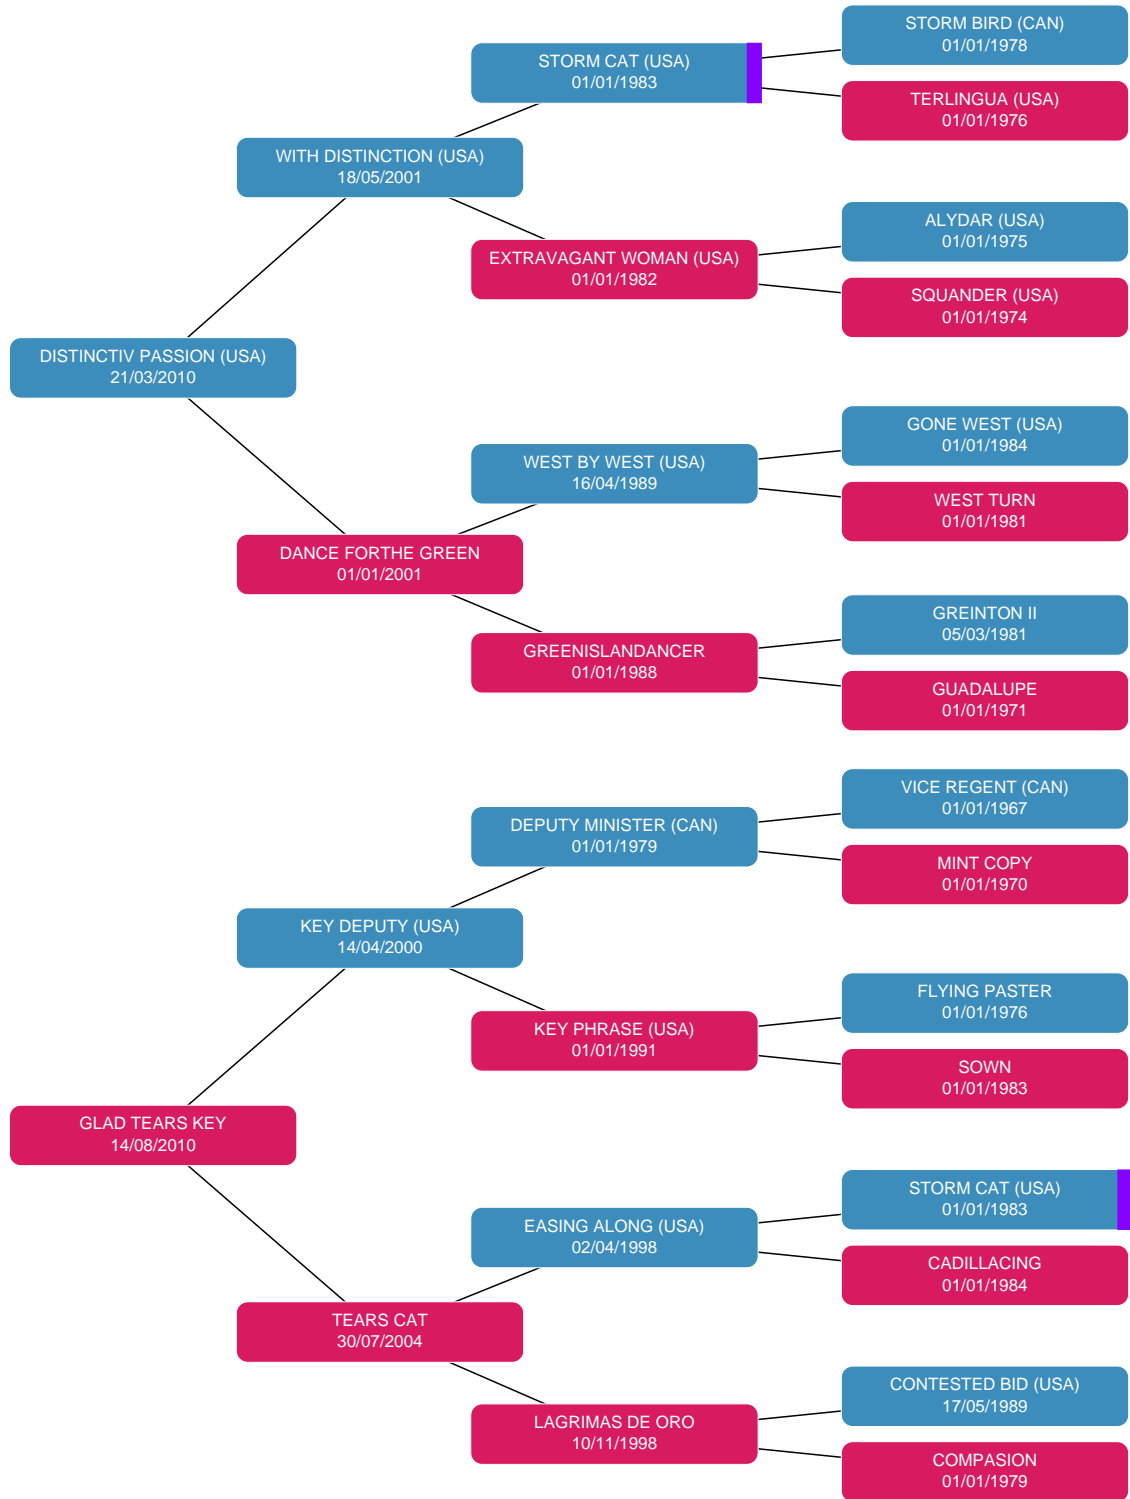 STORM BIRD (CAN)
01/01/1978
STORM CAT (USA)
01/01/1983
TERLINGUA (USA)
01/01/1976
WITH DISTINCTION (USA)
18/05/2001
ALYDAR (USA)
01/01/1975
EXTRAVAGANT WOMAN (USA)
01/01/1982
SQUANDER (USA)
01/01/1974
DISTINCTIV PASSION (USA)
21/03/2010
GONE WEST (USA)
01/01/1984
WEST BY WEST (USA)
16/04/1989
WEST TURN
01/01/1981
DANCE FORTHE GREEN
01/01/2001
GREINTON II
05/03/1981
GREENISLANDANCER
01/01/1988
GUADALUPE
01/01/1971
VICE REGENT (CAN)
01/01/1967
DEPUTY MINISTER (CAN)
01/01/1979
MINT COPY
01/01/1970
KEY DEPUTY (USA)
14/04/2000
FLYING PASTER
01/01/1976
KEY PHRASE (USA)
01/01/1991
SOWN
01/01/1983
GLAD TEARS KEY
14/08/2010
STORM CAT (USA)
01/01/1983
EASING ALONG (USA)
02/04/1998
CADILLACING
01/01/1984
TEARS CAT
30/07/2004
CONTESTED BID (USA)
17/05/1989
LAGRIMAS DE ORO
10/11/1998
COMPASION
01/01/1979